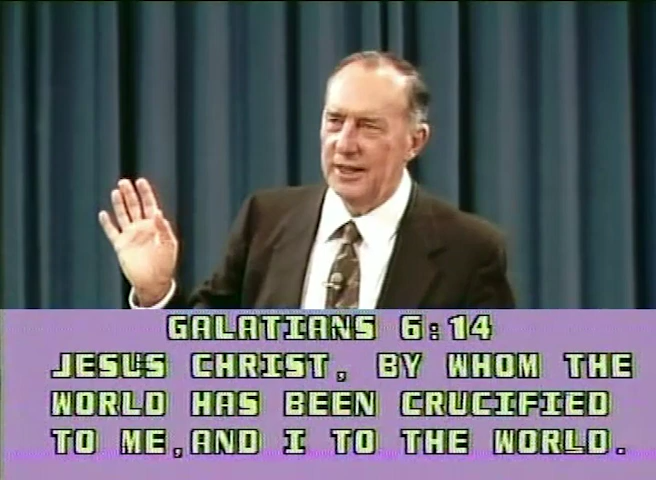 GALATIANS 6:14
JESUS CHRIST, BY WHOM THE
WORLD HAS BEEN CRUCIFIED
TO ME,AND I TO THE WORLD.